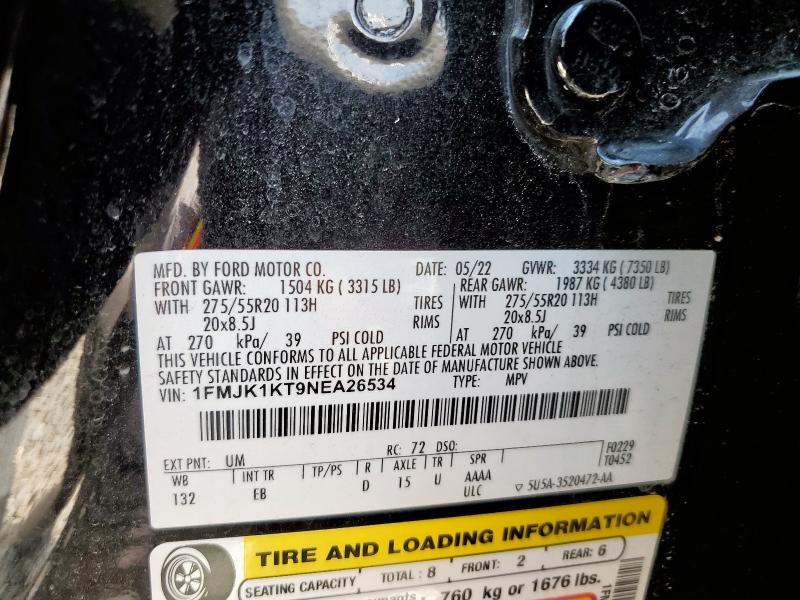 MFD. BY FORD MOTOR CO. DATE: 05/22 GVWR: 3334 KG ( 7350 LB)
FRONT GAWR: 1504 KG ( 3315 LB) REAR GAWR: 1987 KG ( 4380 LB)
WITH 275/55R20 113H TIRES 275/55R20 113H TIRES
20x8.5J RIMS 20x8.5J RIMS
AT 270 kPa/ 39 PSI COLD AT 270 kPa/ 39 PSI COLD
THIS VEHICLE CONFORMS TO ALL APPLICABLE FEDERAL MOTOR VEHICLE
SAFETY STANDARDS IN EFFECT ON THE DATE OF MANUFACTURE SHOWN ABOVE.
VIN: 1FMJK1KT9NEA26534 TYPE: MPV
EXT PNT: UM RC: 72 DSO: F0229
WB INT TR TP/PS R AXLE TR SPR T0452
132 EB D 15 U AAAA
ULC 5U5A-3520472-AA
TIRE AND LOADING INFORMATION
SEATING CAPACITY TOTAL : 8 FRONT: 2 REAR: 6
760 kg or 1676 lbs.